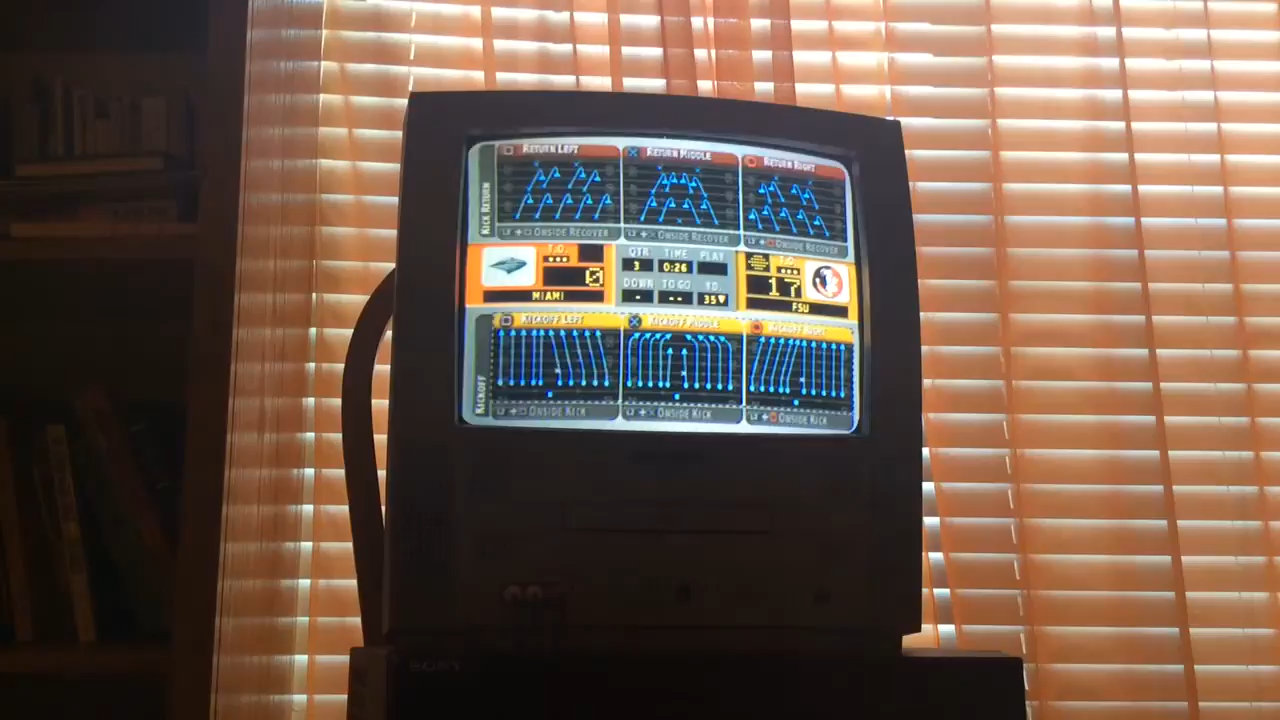 RETURN LEFT
RETURN MIDDLE
RETURN RIGHT
KICK RETURN
+ ONSIDE RECOVER
+ ONSIDE RECOVER
+ ONSIDE RECOVER
T.O.
0
MIAMI
QTR TIME PLAY
3 0:26
DOWN TO GO YD.
- -- 35▼
T.O.
17
FSU
KICKOFF LEFT
KICKOFF MIDDLE
KICKOFF RIGHT
KICKOFF
+ ONSIDE KICK
+ ONSIDE KICK
+ ONSIDE KICK
SONY